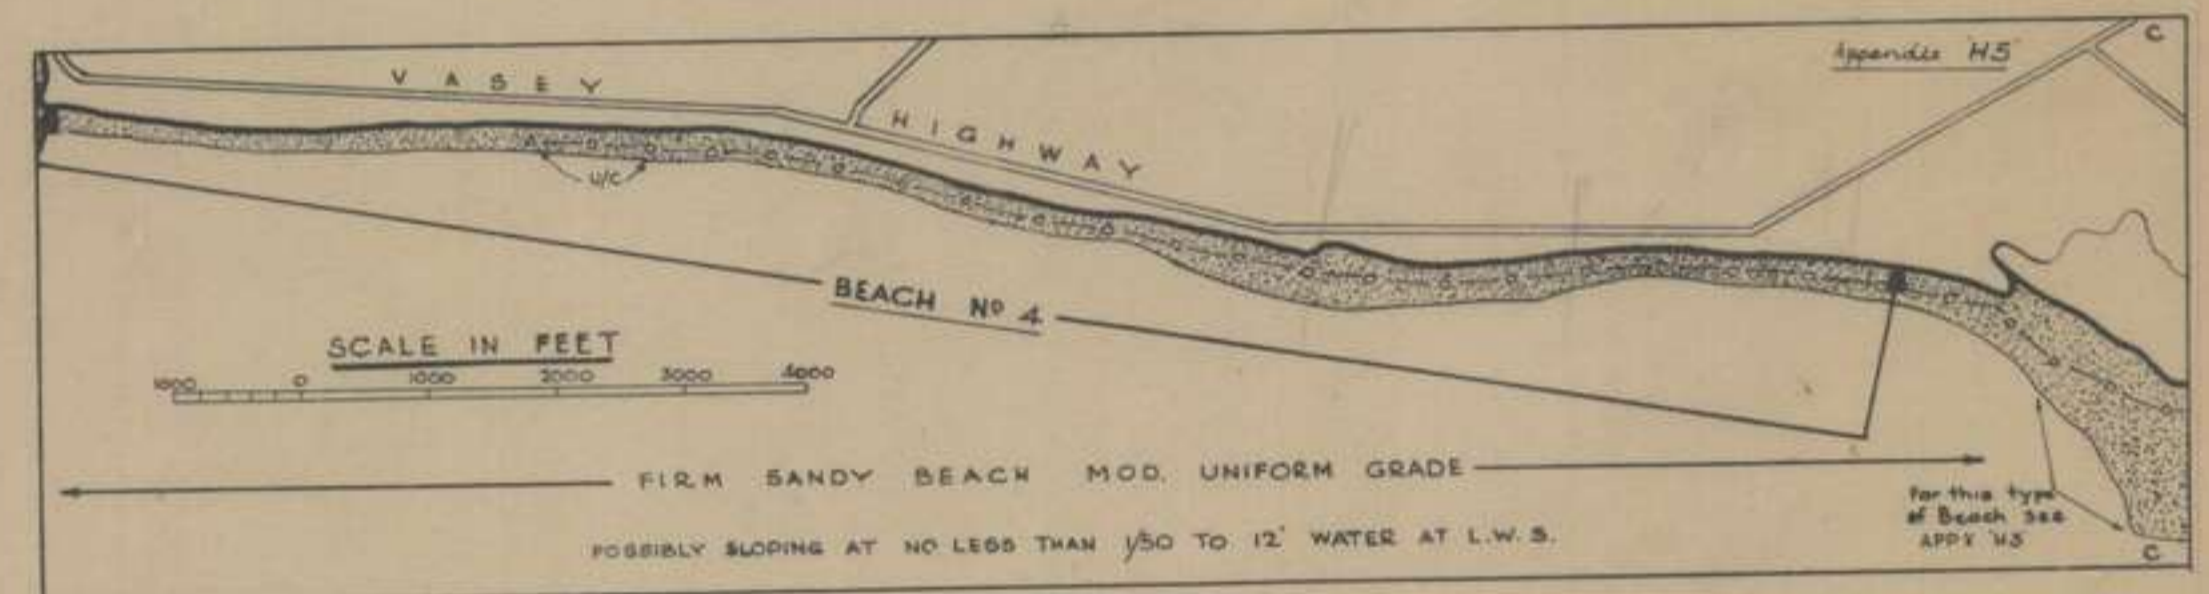 C
Appendix "H5"
VASEY
HIGHWAY
U/C
BEACH Nº 4
SCALE IN FEET
1000 0 1000 2000 3000 4000
FIRM SANDY BEACH MOD. UNIFORM GRADE
For this type
of Beach see
APPX "H3
POSSIBLY SLOPING AT NO LESS THAN 1/50 TO 12' WATER AT L.W.S.
C